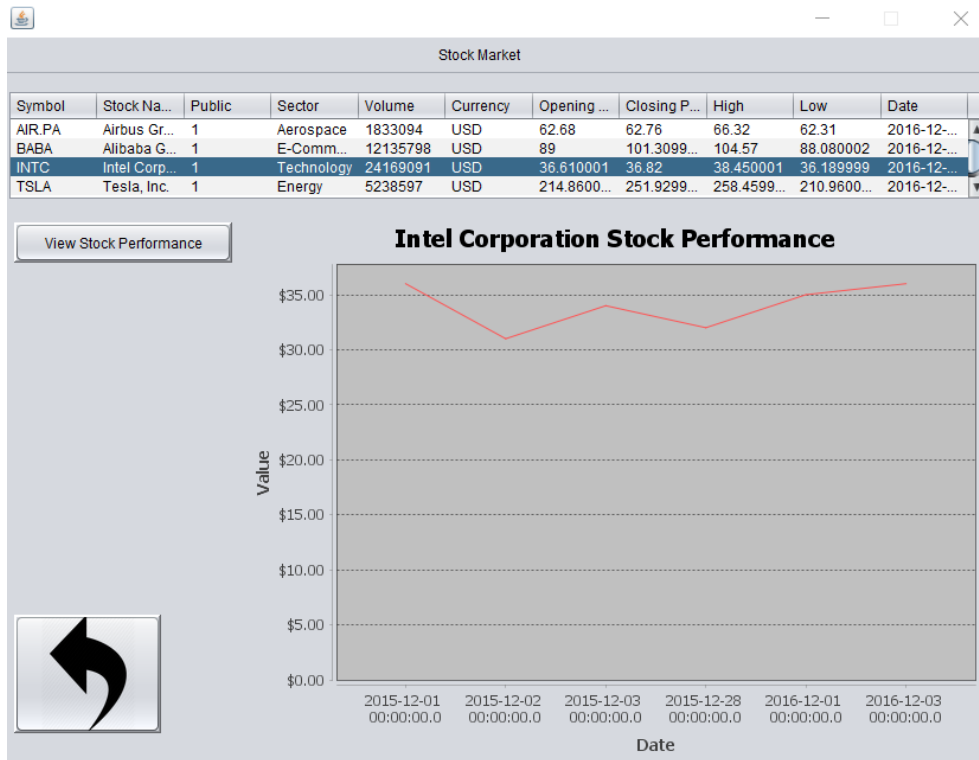 Stock Market
Symbol Stock Na... Public Sector Volume Currency Opening ... Closing P... High Low Date
AIR.PA Airbus Gr... 1 Aerospace 1833094 USD 62.68 62.76 66.32 62.31 2016-12-...
BABA Alibaba G... 1 E-Comm... 12135798 USD 89 101.3099... 104.57 88.080002 2016-12-...
INTC Intel Corp... 1 Technology 24169091 USD 36.610001 36.82 38.450001 36.189999 2016-12-...
TSLA Tesla, Inc. 1 Energy 5238597 USD 214.8600... 251.9299... 258.4599... 210.9600... 2016-12-...
View Stock Performance
Intel Corporation Stock Performance
$35.00
$30.00
$25.00
$20.00
$15.00
$10.00
$5.00
$0.00
Value
2015-12-01 2015-12-02 2015-12-03 2015-12-28 2016-12-01 2016-12-03
00:00:00.0 00:00:00.0 00:00:00.0 00:00:00.0 00:00:00.0 00:00:00.0
Date